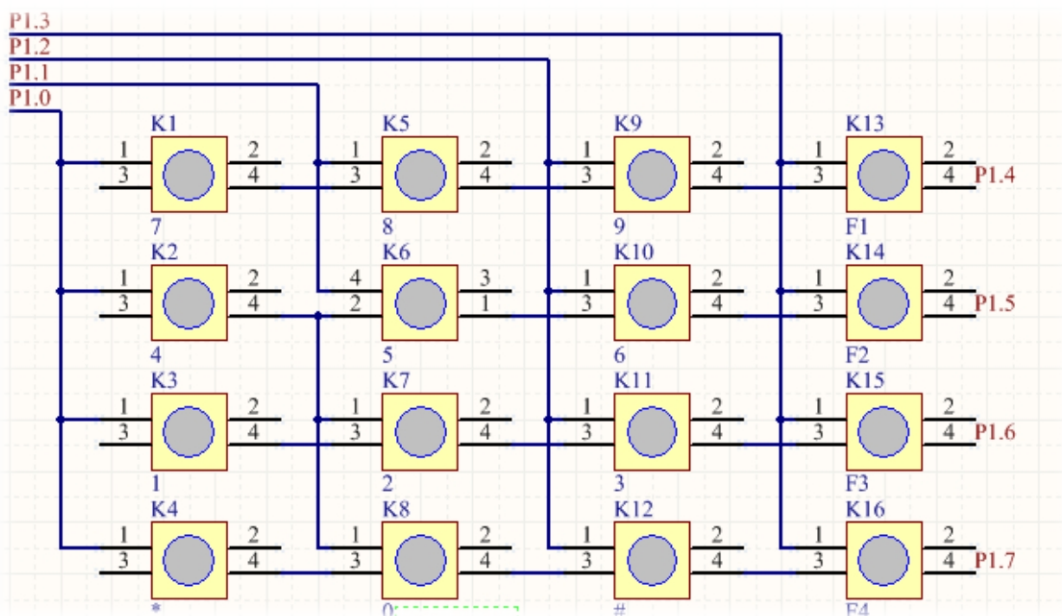 P1.3
P1.2
P1.1
P1.0
K1 K5 K9 K13
1 2 1 2 1 2 1 2
3 4 3 4 3 4 3 4 P1.4
7 8 9 F1
K2 K6 K10 K14
1 2 4 3 1 2 1 2
3 4 2 1 3 4 3 4 P1.5
4 5 6 F2
K3 K7 K11 K15
1 2 1 2 1 2 1 2
3 4 3 4 3 4 3 4 P1.6
1 2 3 F3
K4 K8 K12 K16
1 2 1 2 1 2 1 2
3 4 3 4 3 4 3 4 P1.7
* 0 # F4